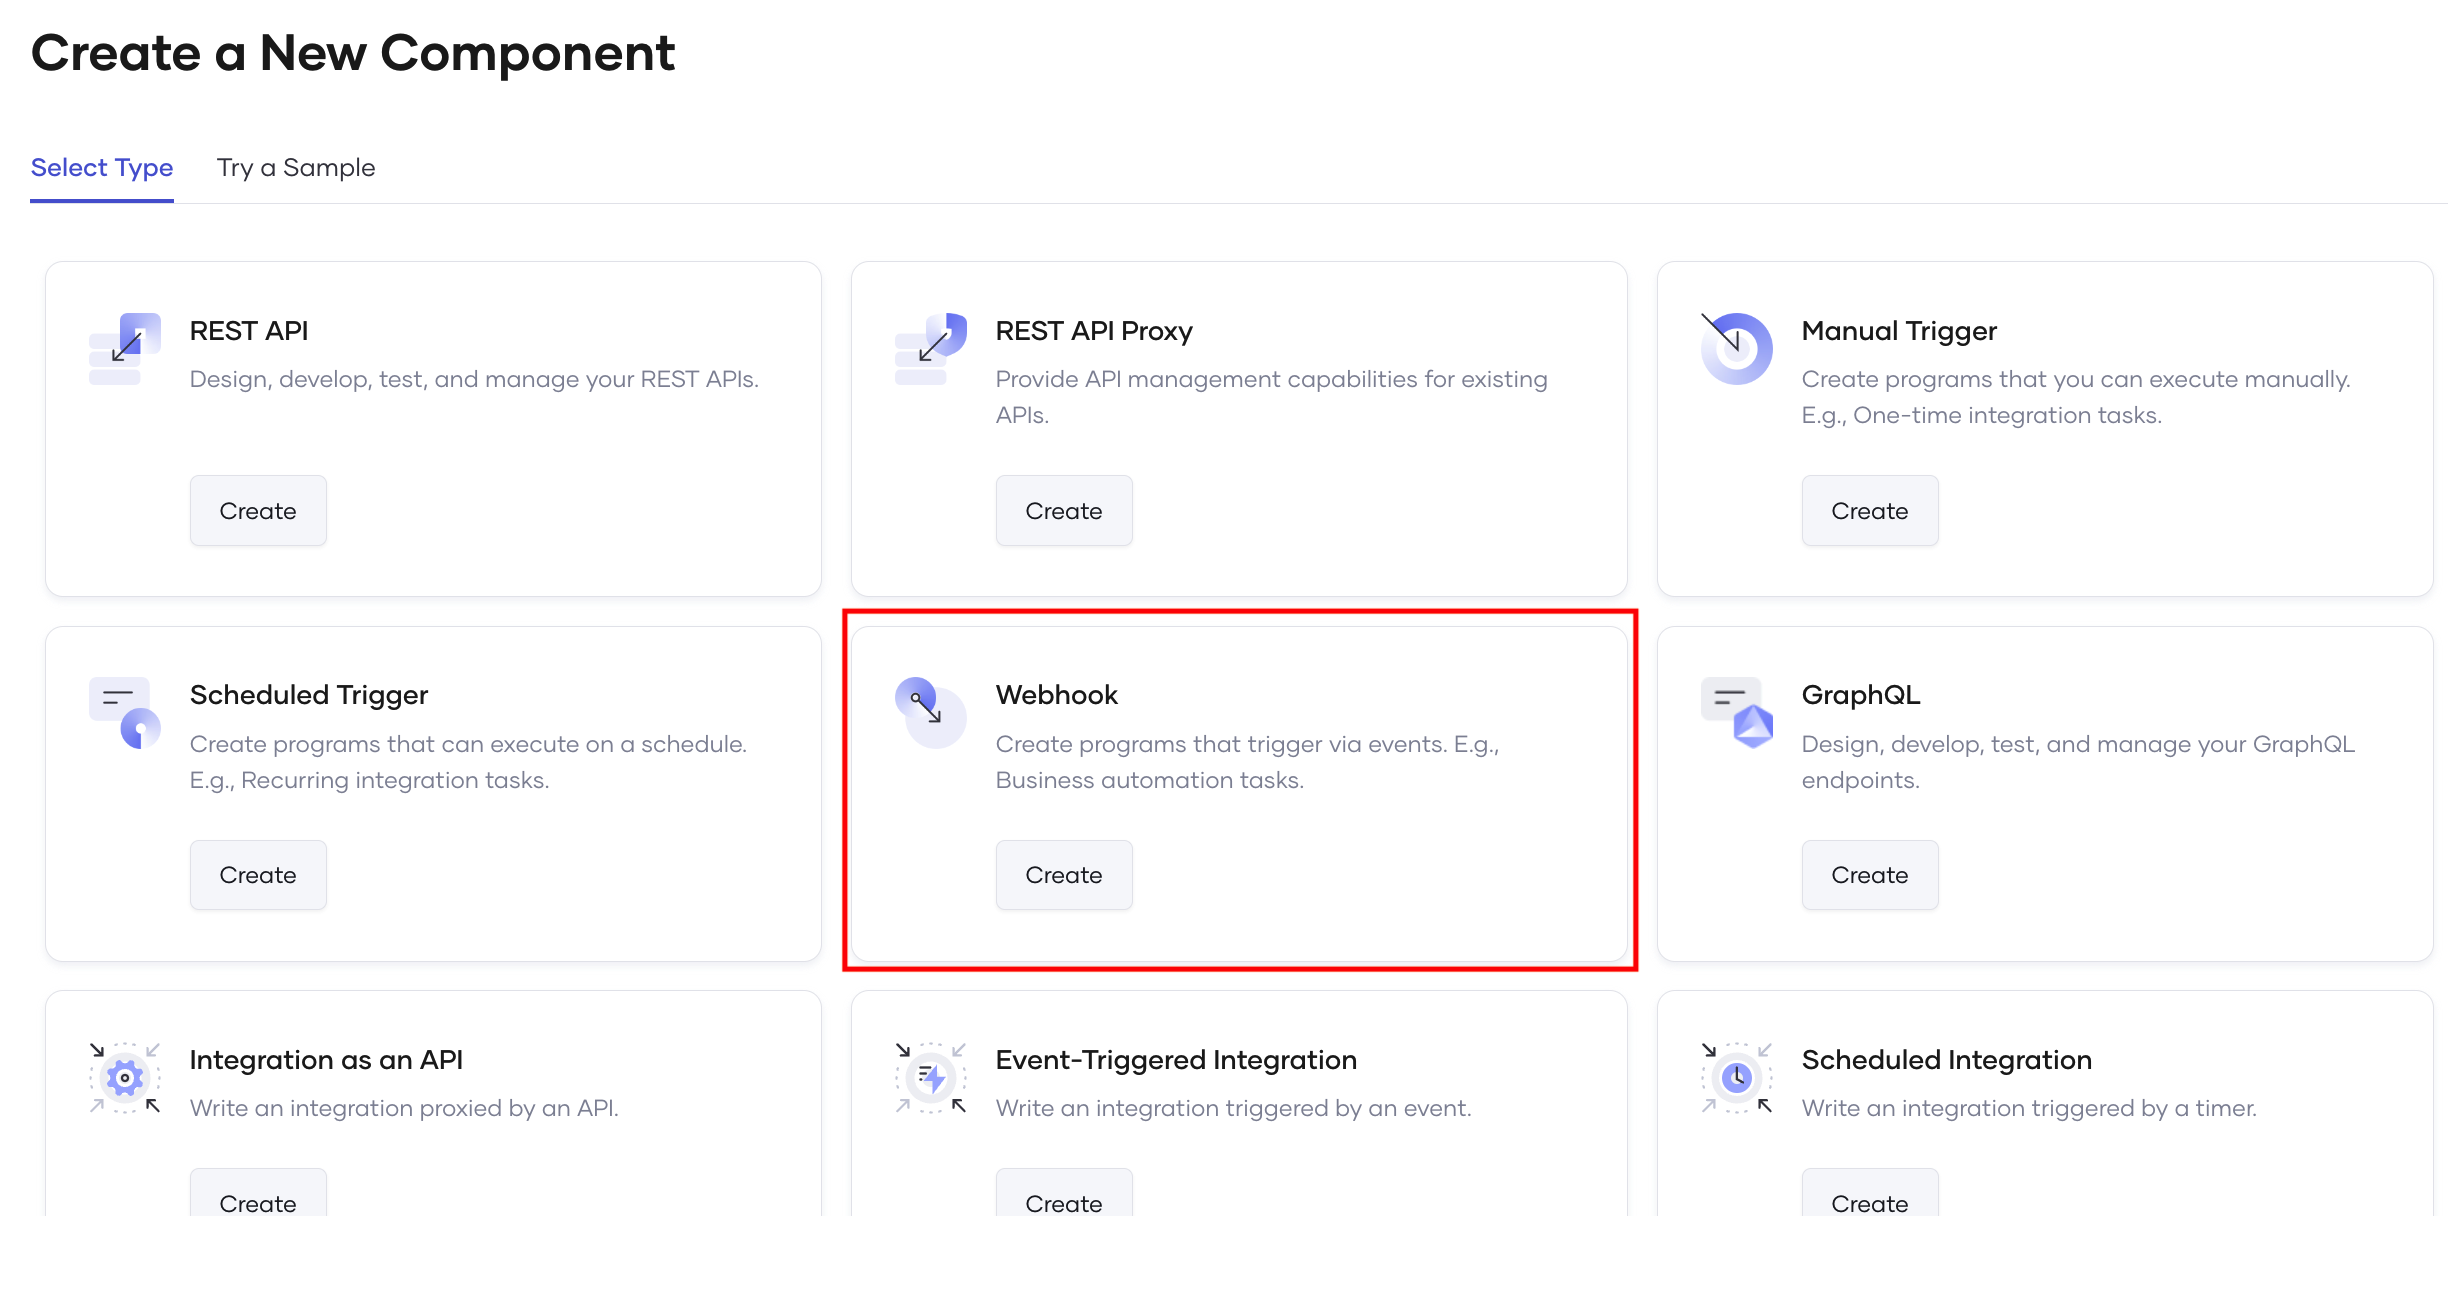 Create a New Component
Select Type
Try a Sample
REST API
Design, develop, test, and manage your REST APIs.
Create
REST API Proxy
Provide API management capabilities for existing
APIs.
Create
Manual Trigger
Create programs that you can execute manually.
E.g., One-time integration tasks.
Create
Scheduled Trigger
Create programs that can execute on a schedule.
E.g., Recurring integration tasks.
Create
Webhook
Create programs that trigger via events. E.g.,
Business automation tasks.
Create
GraphQL
Design, develop, test, and manage your GraphQL
endpoints.
Create
Integration as an API
Write an integration proxied by an API.
Create
Event-Triggered Integration
Write an integration triggered by an event.
Create
Scheduled Integration
Write an integration triggered by a timer.
Create